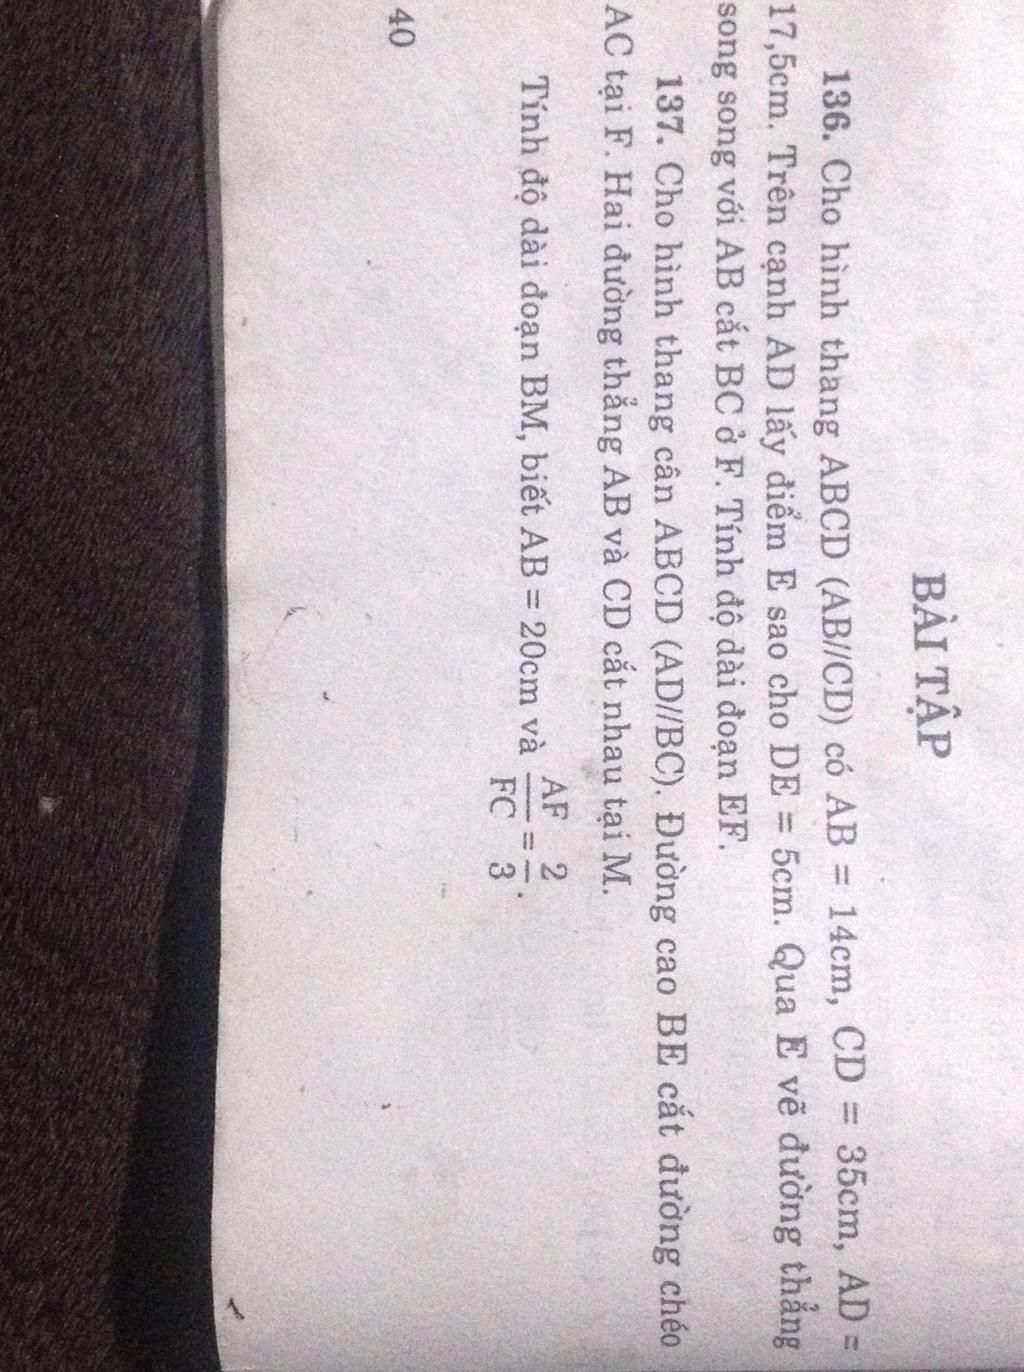 BÀI TẬP
136. Cho hình thang ABCD (AB//CD) có AB = 14cm, CD = 35cm, AD =
17,5cm. Trên cạnh AD lấy điểm E sao cho DE = 5cm. Qua E vẽ đường thẳng
song song với AB cắt BC ở F. Tính độ dài đoạn EF.
137. Cho hình thang cân ABCD (AD//BC). Đường cao BE cắt đường chéo
AC tại F. Hai đường thẳng AB và CD cắt nhau tại M.
Tính độ dài đoạn BM, biết AB = 20cm và AF/FC = 2/3.
40